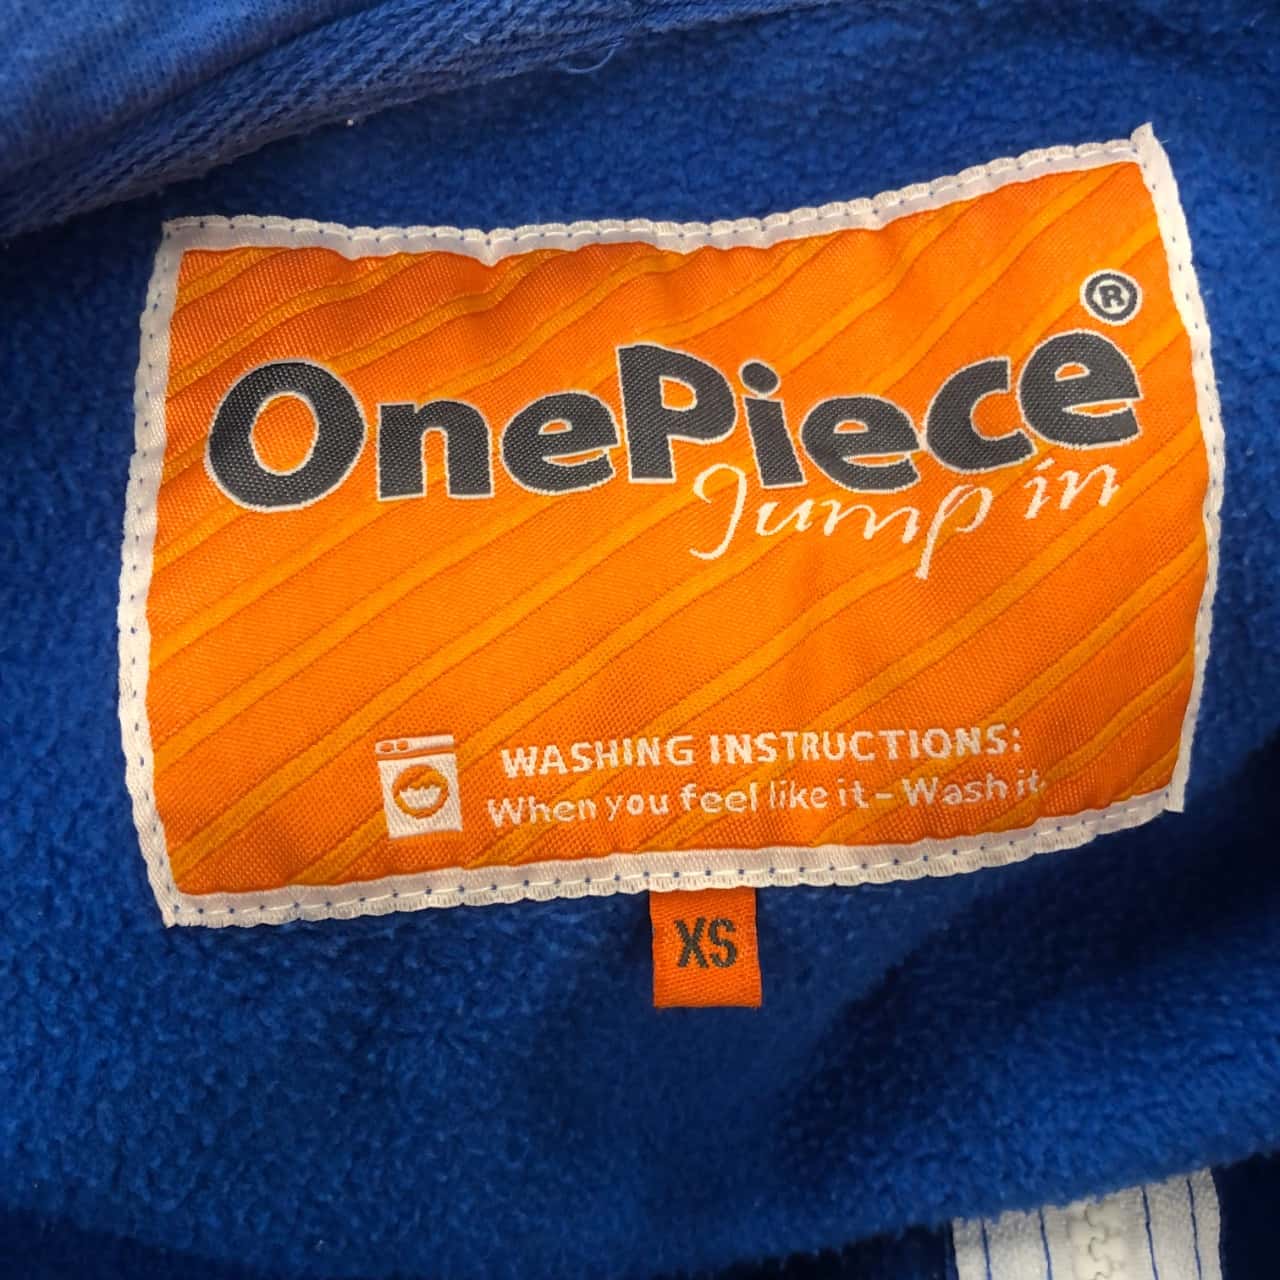 OnePiece®
Jump in
WASHING INSTRUCTIONS:
When you feel like it - Wash it.
XS